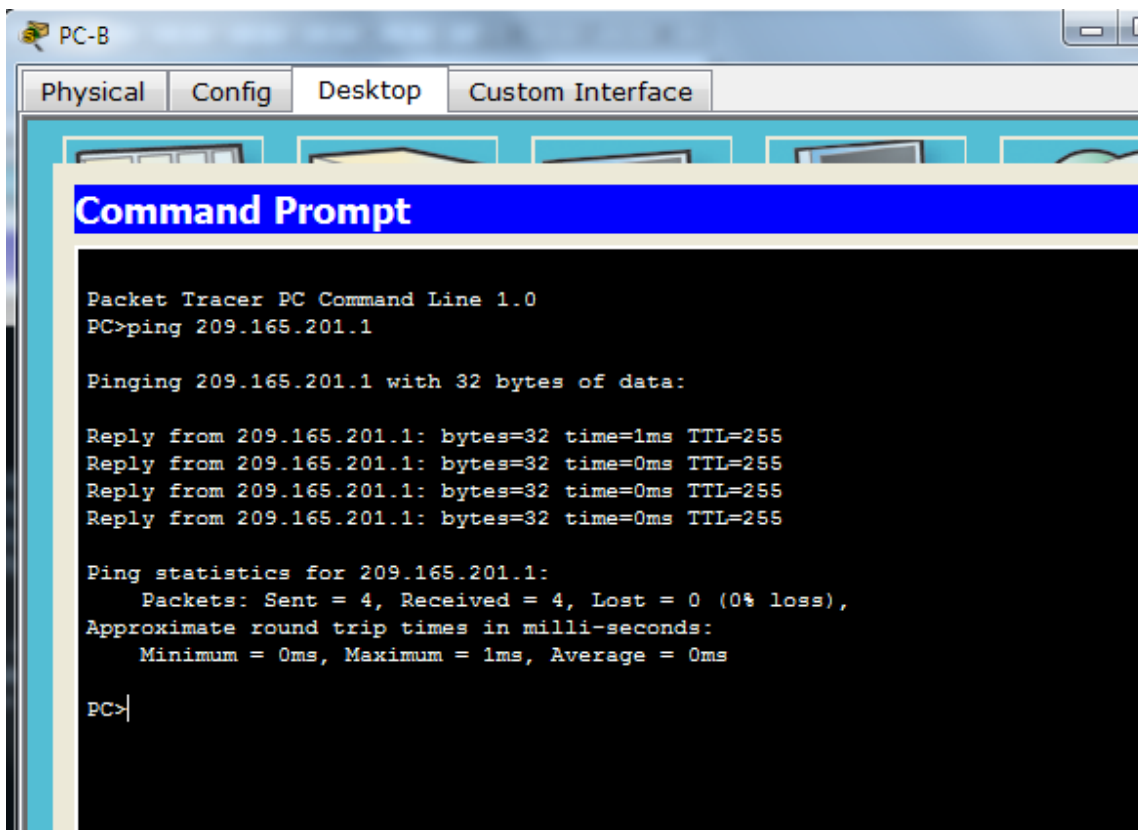 PC-B
Physical Config Desktop Custom Interface
Command Prompt
Packet Tracer PC Command Line 1.0
PC>ping 209.165.201.1
Pinging 209.165.201.1 with 32 bytes of data:
Reply from 209.165.201.1: bytes=32 time=1ms TTL=255
Reply from 209.165.201.1: bytes=32 time=0ms TTL=255
Reply from 209.165.201.1: bytes=32 time=0ms TTL=255
Reply from 209.165.201.1: bytes=32 time=0ms TTL=255
Ping statistics for 209.165.201.1:
Packets: Sent = 4, Received = 4, Lost = 0 (0% loss),
Approximate round trip times in milli-seconds:
Minimum = 0ms, Maximum = 1ms, Average = 0ms
PC>